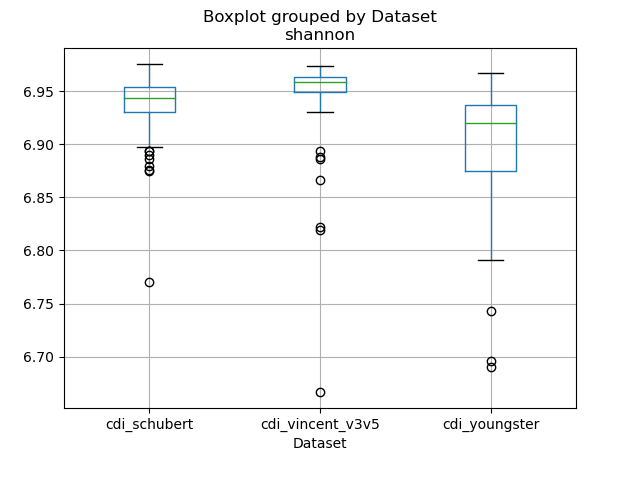 Boxplot grouped by Dataset
shannon
6.95
6.90
6.85
6.80
6.75
6.70
cdi_schubert
cdi_vincent_v3v5
cdi_youngster
Dataset